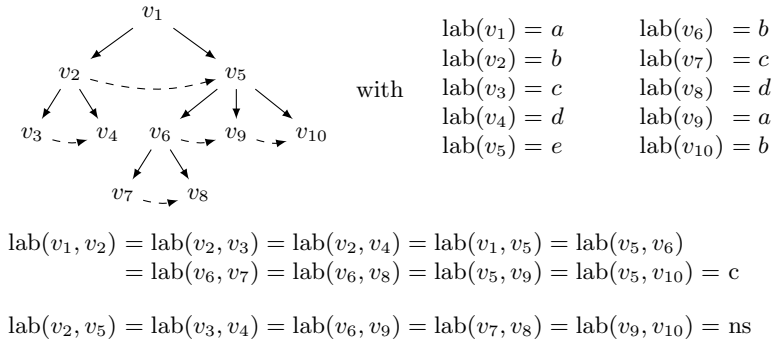 v₁
v₂ v₅
v₃ v₄ v₆ v₉ v₁₀
v₇ v₈
with
lab(v₁) = a lab(v₆) = b
lab(v₂) = b lab(v₇) = c
lab(v₃) = c lab(v₈) = d
lab(v₄) = d lab(v₉) = a
lab(v₅) = e lab(v₁₀) = b
lab(v₁, v₂) = lab(v₂, v₃) = lab(v₂, v₄) = lab(v₁, v₅) = lab(v₅, v₆)
= lab(v₆, v₇) = lab(v₆, v₈) = lab(v₅, v₉) = lab(v₅, v₁₀) = c
lab(v₂, v₅) = lab(v₃, v₄) = lab(v₆, v₉) = lab(v₇, v₈) = lab(v₉, v₁₀) = ns